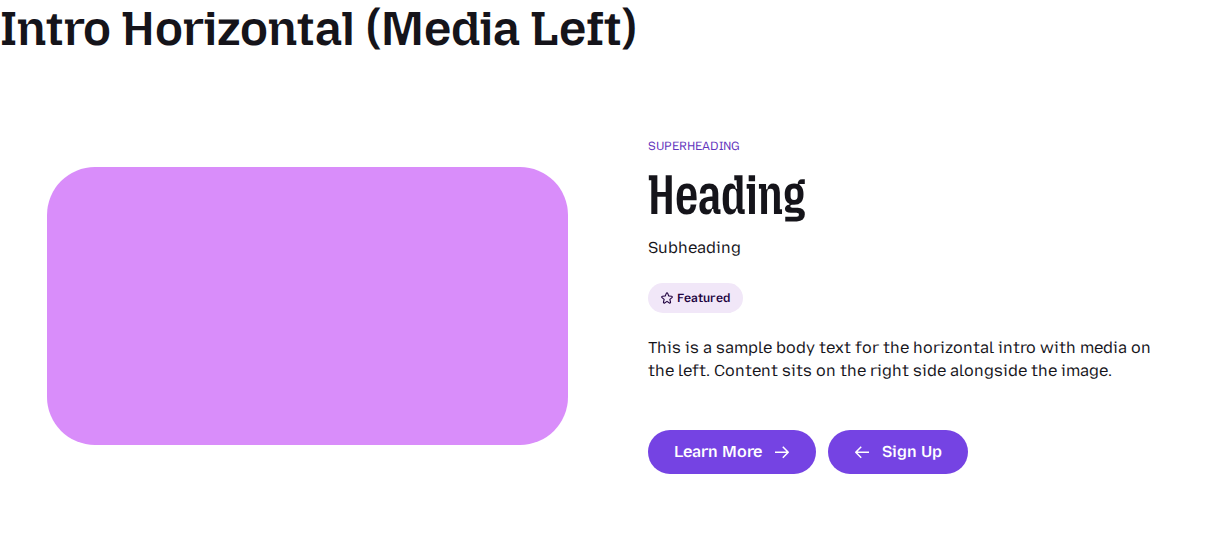 Intro Horizontal (Media Left)
SUPERHEADING
Heading
Subheading
Featured
This is a sample body text for the horizontal intro with media on
the left. Content sits on the right side alongside the image.
Learn More
Sign Up